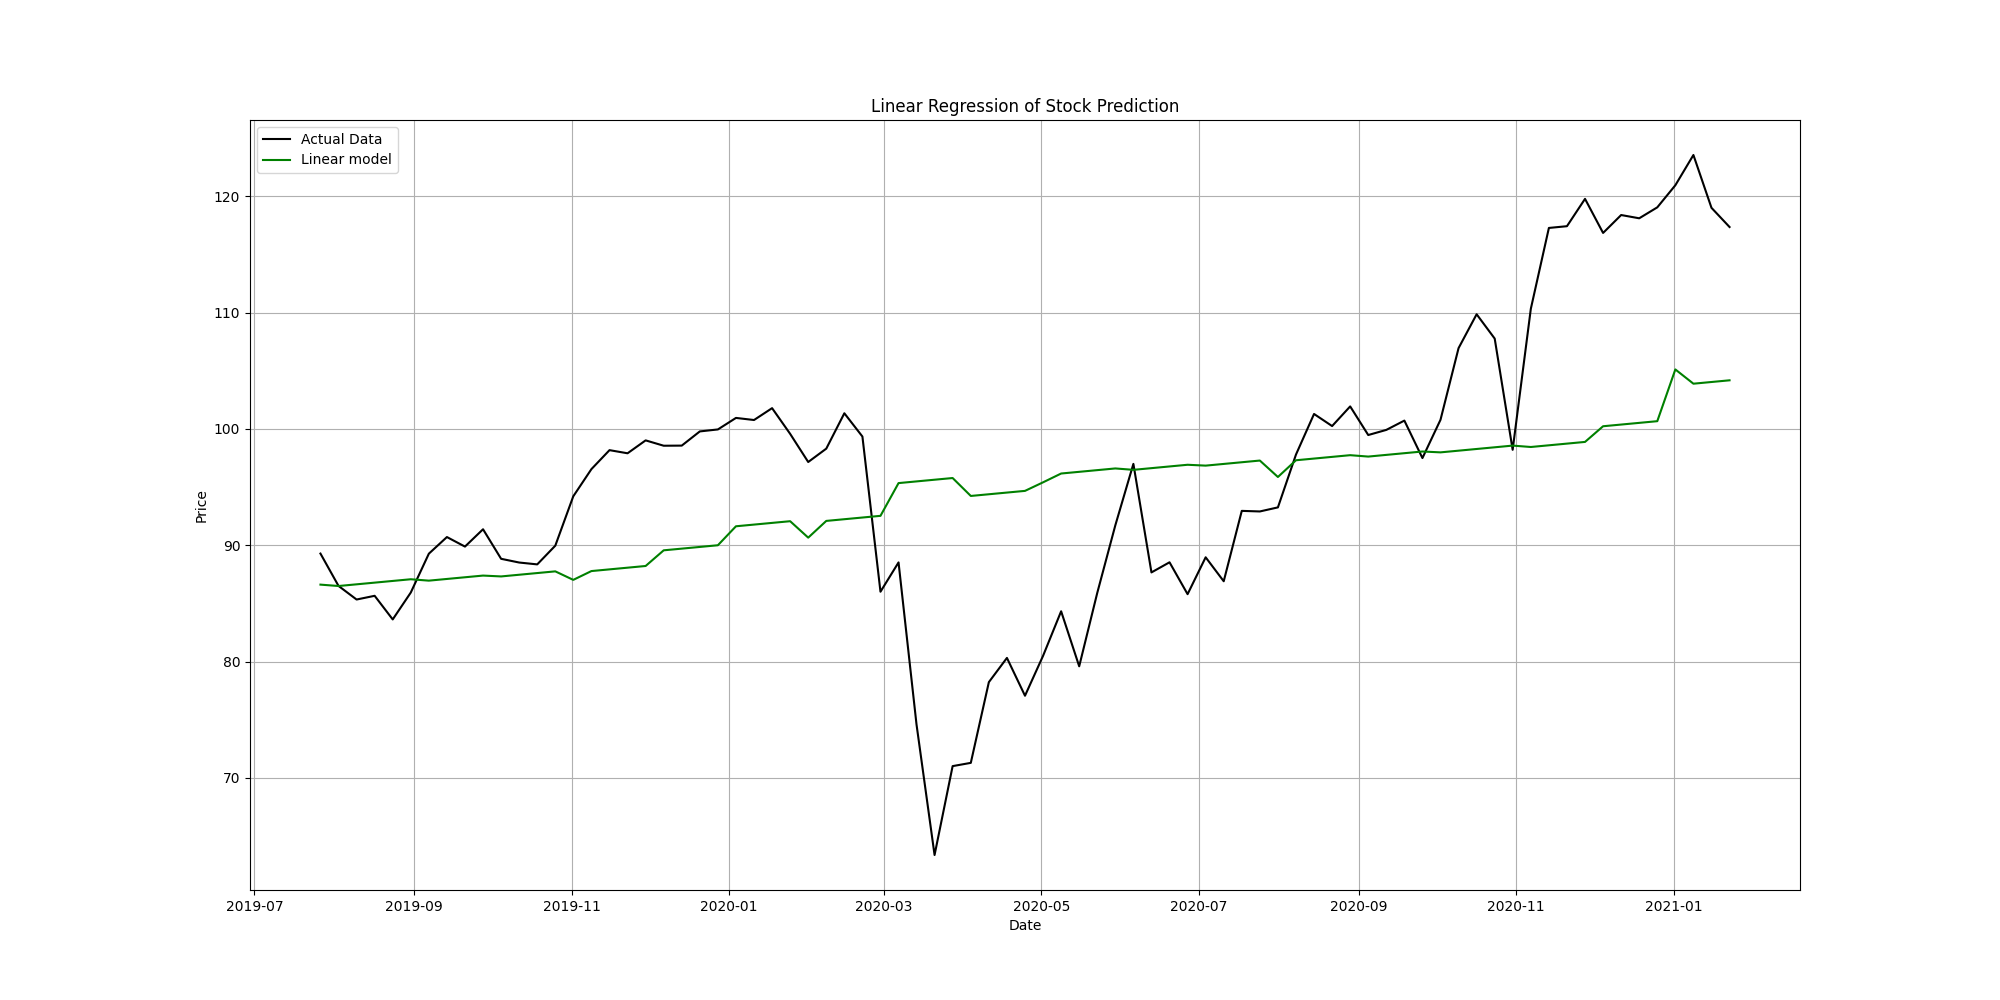 Linear Regression of Stock Prediction
Actual Data
Linear model
120
110
100
90
80
70
Price
2019-07 2019-09 2019-11 2020-01 2020-03 2020-05 2020-07 2020-09 2020-11 2021-01
Date